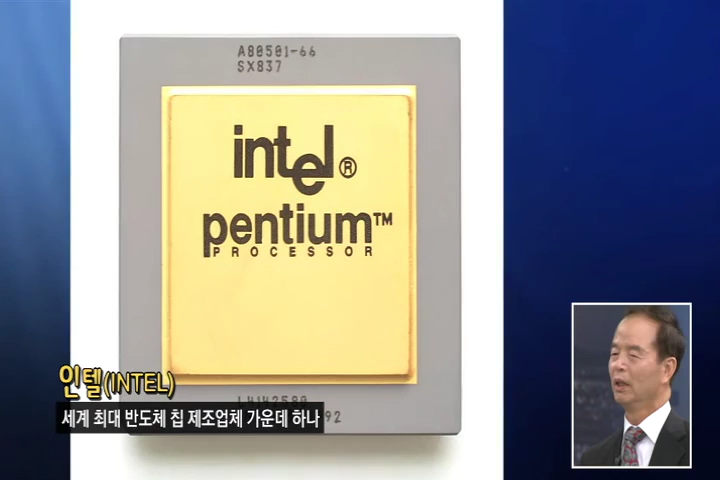 A80501-66
SX837
intel®
pentium™
PROCESSOR
92
인텔(INTEL)
세계 최대 반도체 칩 제조업체 가운데 하나